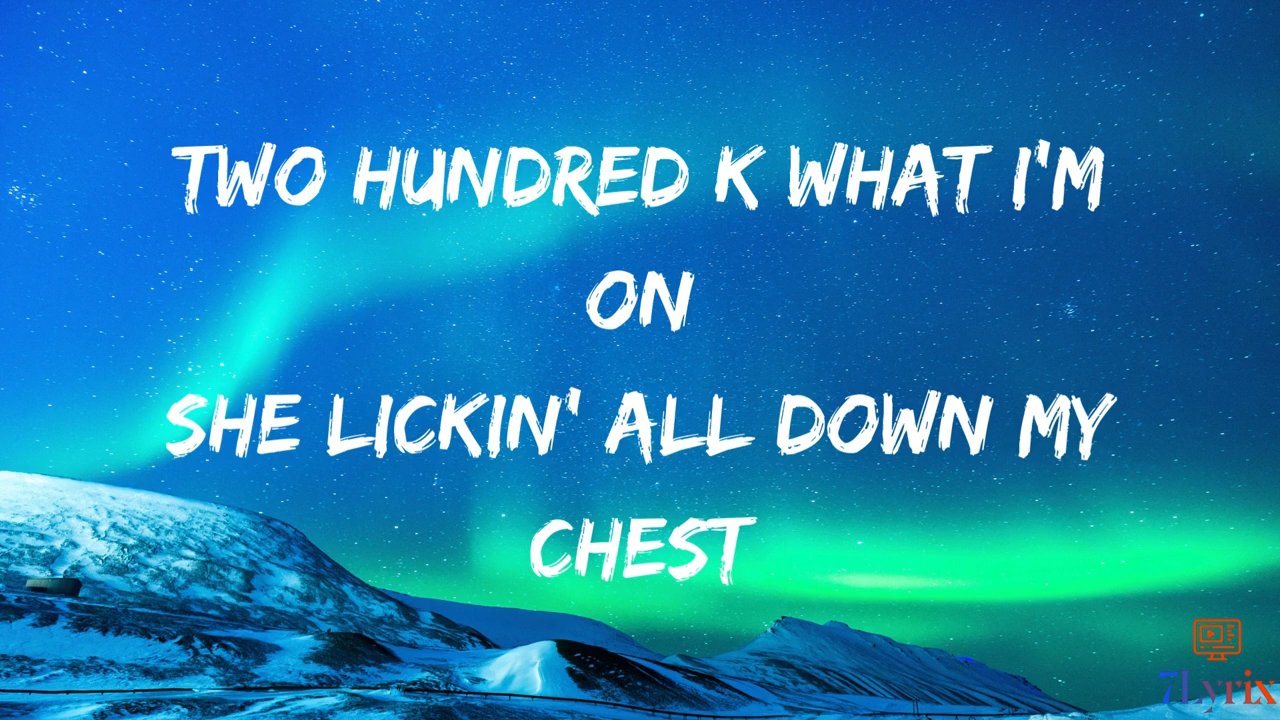 TWO HUNDRED K WHAT I'M
ON
SHE LICKIN' ALL DOWN MY
CHEST
7Lyrix